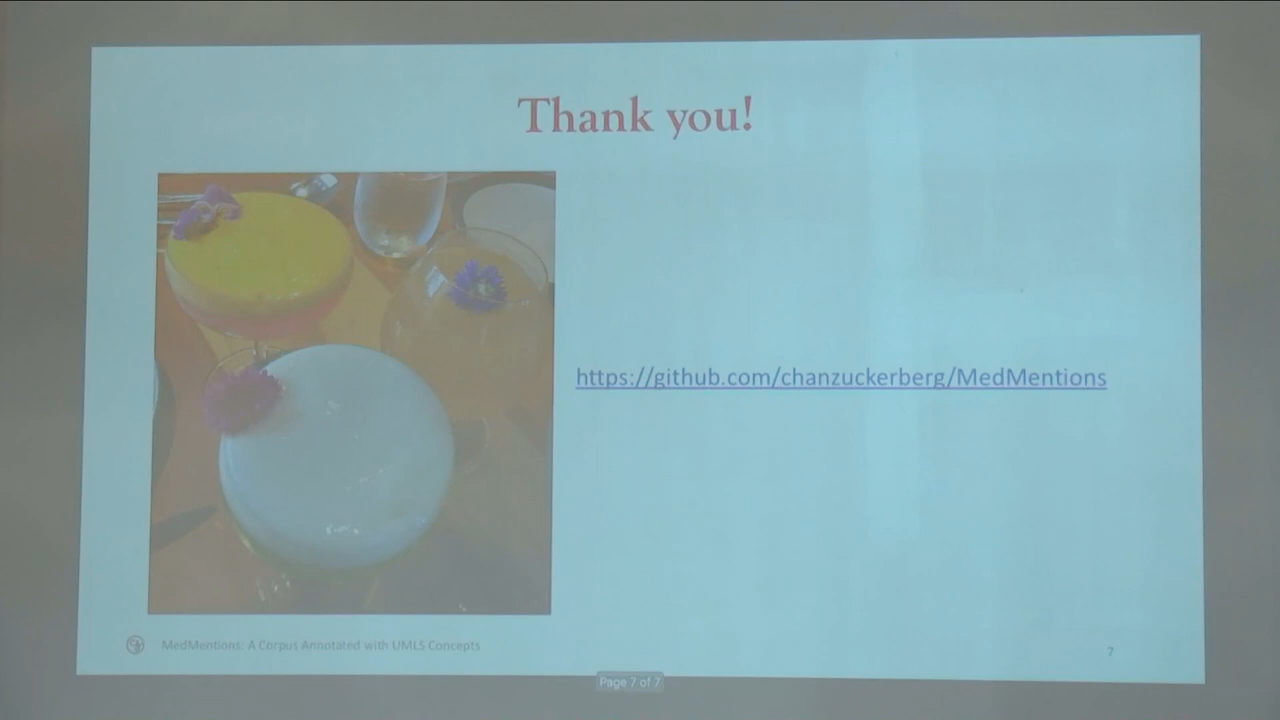 Thank you!
https://github.com/chanzuckerberg/MedMentions
MedMentions: A Corpus Annotated with UMLS Concepts
7
Page 7 of 7